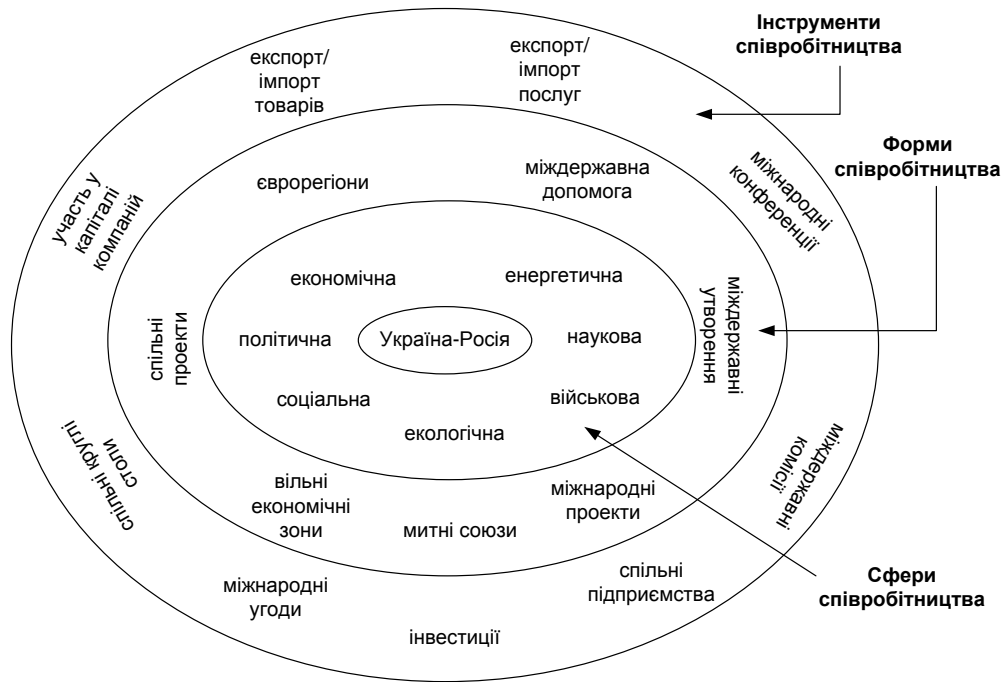 Інструменти
співробітництва
експорт/
імпорт
товарів
експорт/
імпорт
послуг
Форми
співробітництва
участь у
капіталі
компаній
міжнародні
конференції
єврорегіони
міждержавна
допомога
економічна
енергетична
спільні
проекти
політична
Україна-Росія
наукова
міждержавні
утворення
соціальна
військова
екологічна
спільні круглі
столи
міждержавні
комісії
вільні
економічні
зони
митні союзи
міжнародні
проекти
міжнародні
угоди
інвестиції
спільні
підприємства
Сфери
співробітництва